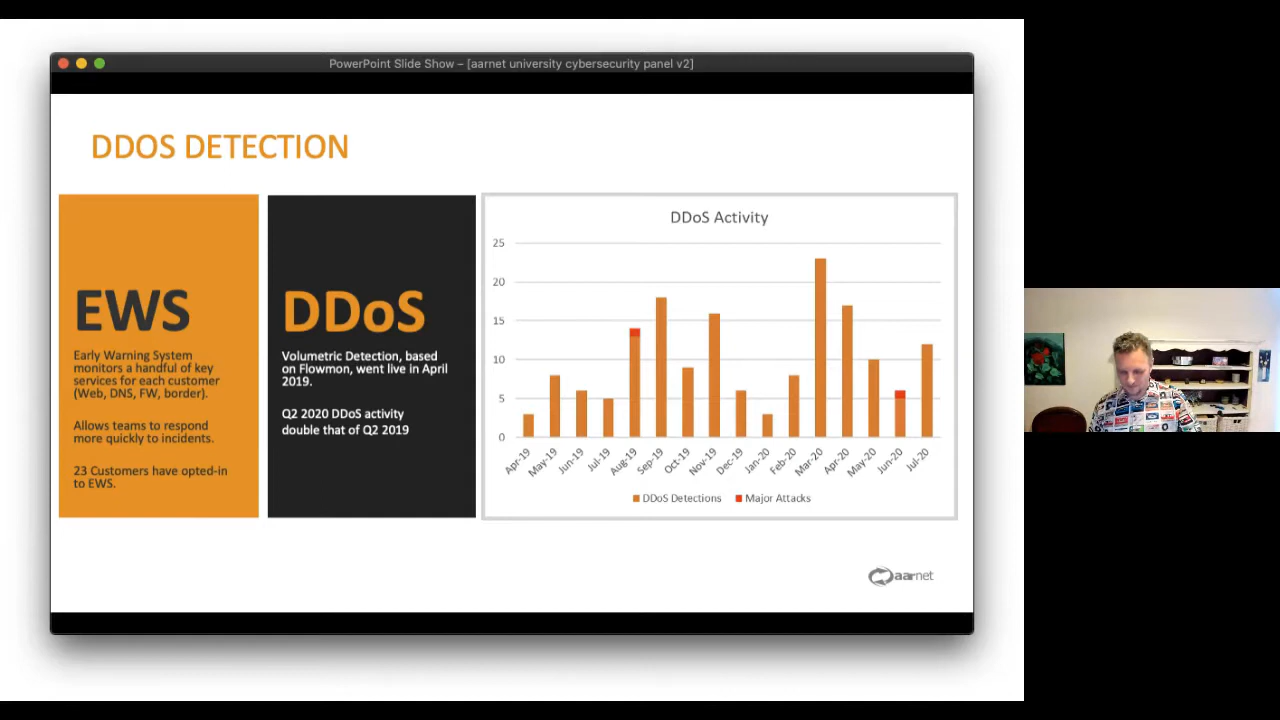 PowerPoint Slide Show – [aarnet university cybersecurity panel v2]
DDOS DETECTION
EWS
Early Warning System
monitors a handful of key
services for each customer
(Web, DNS, FW, border).
Allows teams to respond
more quickly to incidents.
23 Customers have opted-in
to EWS.
DDoS
Volumetric Detection, based
on Flowmon, went live in April
2019.
Q2 2020 DDoS activity
double that of Q2 2019
DDoS Activity
25
20
15
10
5
0
Apr-19
May-19
Jun-19
Jul-19
Aug-19
Sep-19
Oct-19
Nov-19
Dec-19
Jan-20
Feb-20
Mar-20
Apr-20
May-20
Jun-20
Jul-20
DDoS Detections
Major Attacks
aarnet